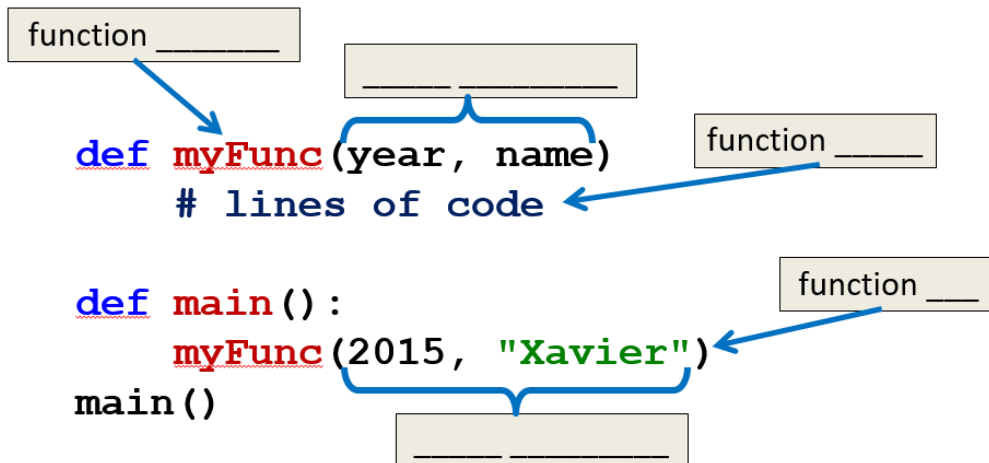 function _______
_____ _________
def myFunc(year, name)
function _____
# lines of code
function ___
def main():
myFunc(2015, "Xavier")
main()
_____ _________